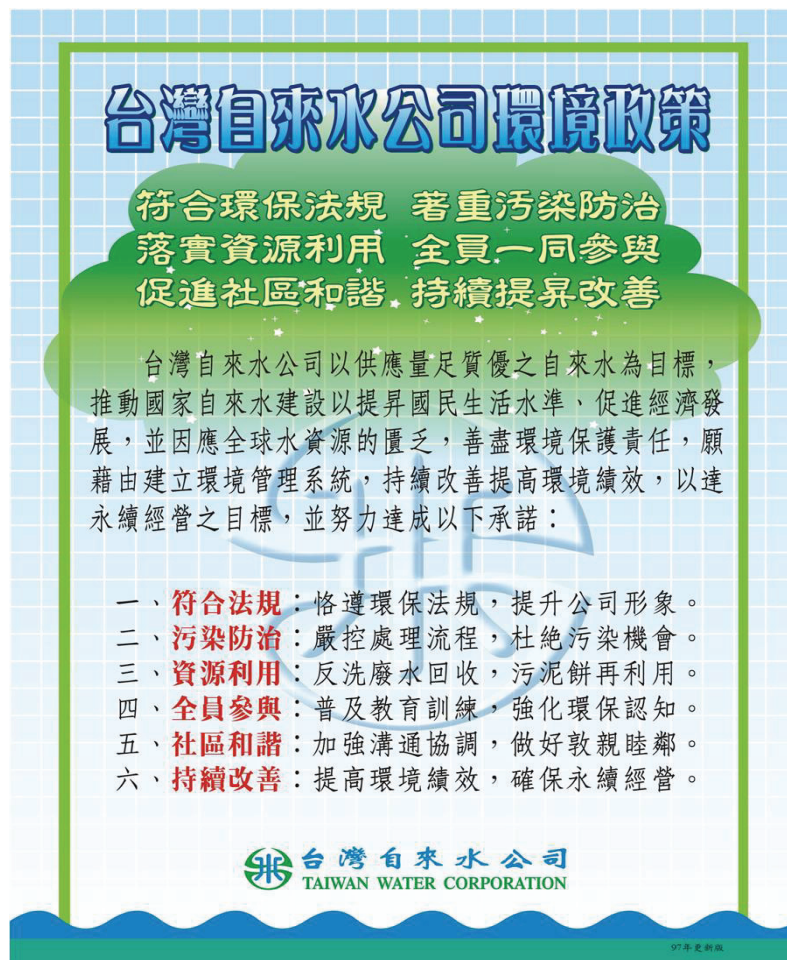 台灣自來水公司環境政策
符合環保法規 著重污染防治
落實資源利用 全員一同參與
促進社區和諧 持續提昇改善
台灣自來水公司以供應量足質優之自來水為目標，
推動國家自來水建設以提昇國民生活水準、促進經濟發
展，並因應全球水資源的匱乏，善盡環境保護責任，願
藉由建立環境管理系統，持續改善提高環境績效，以達
永續經營之目標，並努力達成以下承諾：
一、符合法規：恪遵環保法規，提升公司形象。
二、污染防治：嚴控處理流程，杜絕污染機會。
三、資源利用：反洗廢水回收，污泥餅再利用。
四、全員參與：普及教育訓練，強化環保認知。
五、社區和諧：加強溝通協調，做好敦親睦鄰。
六、持續改善：提高環境績效，確保永續經營。
台灣自來水公司
TAIWAN WATER CORPORATION
97年更新版